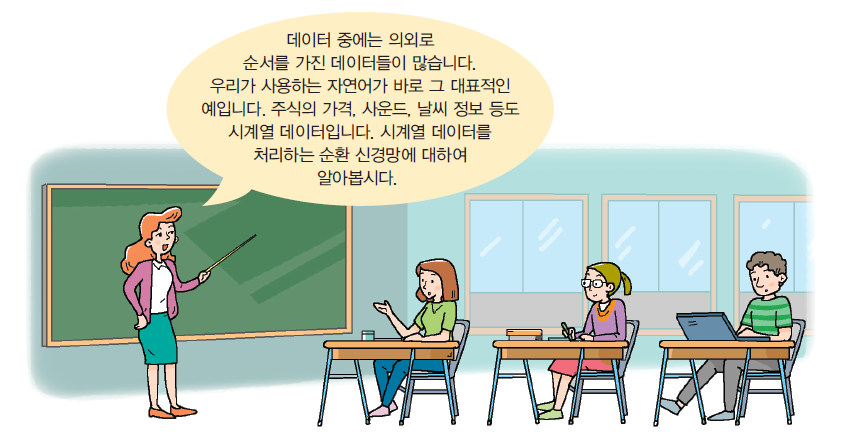 데이터 중에는 의외로
순서를 가진 데이터들이 많습니다.
우리가 사용하는 자연어가 바로 그 대표적인
예입니다. 주식의 가격, 사운드, 날씨 정보 등도
시계열 데이터입니다. 시계열 데이터를
처리하는 순환 신경망에 대하여
알아봅시다.